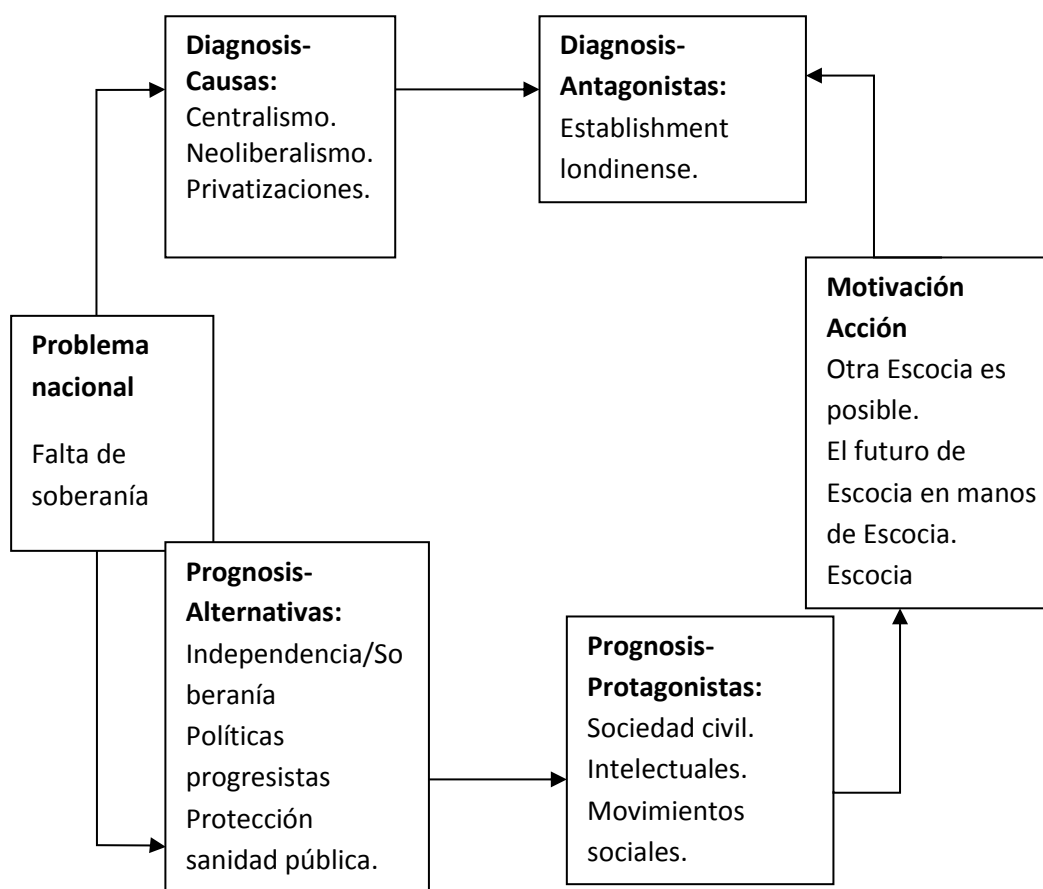 Diagnosis-
Causas:
Centralismo.
Neoliberalismo.
Privatizaciones.
Diagnosis-
Antagonistas:
Establishment
londinense.
Problema
nacional
Falta de
soberanía
Motivación
Acción
Otra Escocia es
posible.
El futuro de
Escocia en manos
de Escocia.
Escocia
Prognosis-
Alternativas:
Independencia/So
beranía
Políticas
progresistas
Protección
sanidad pública.
Prognosis-
Protagonistas:
Sociedad civil.
Intelectuales.
Movimientos
sociales.